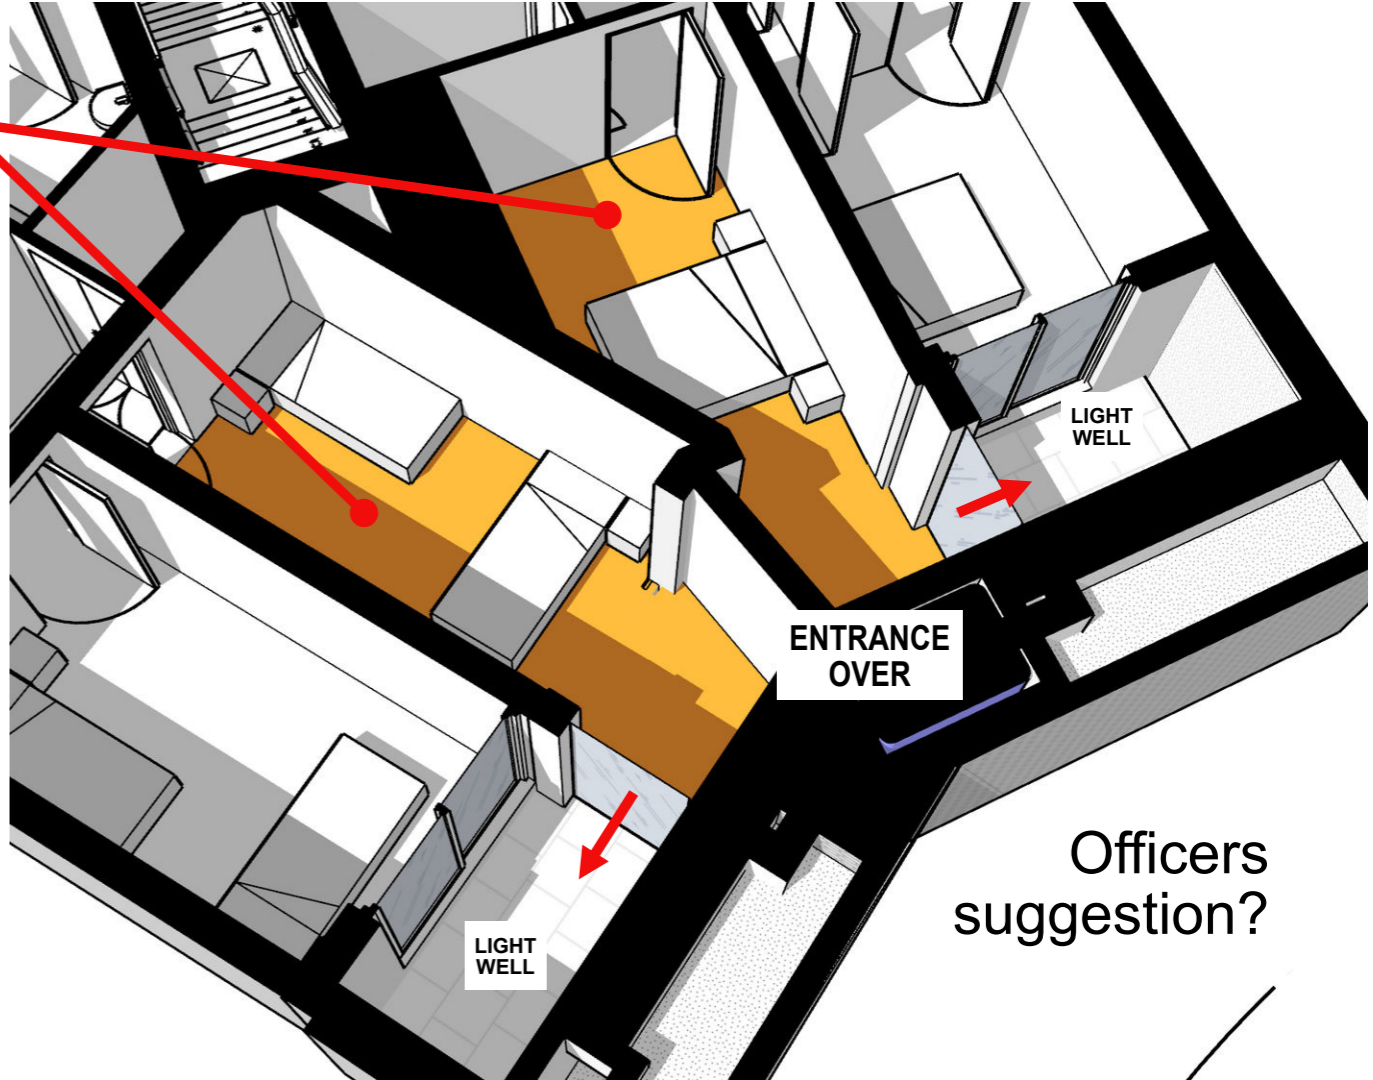 LIGHT
WELL
ENTRANCE
OVER
Officers
suggestion?
LIGHT
WELL